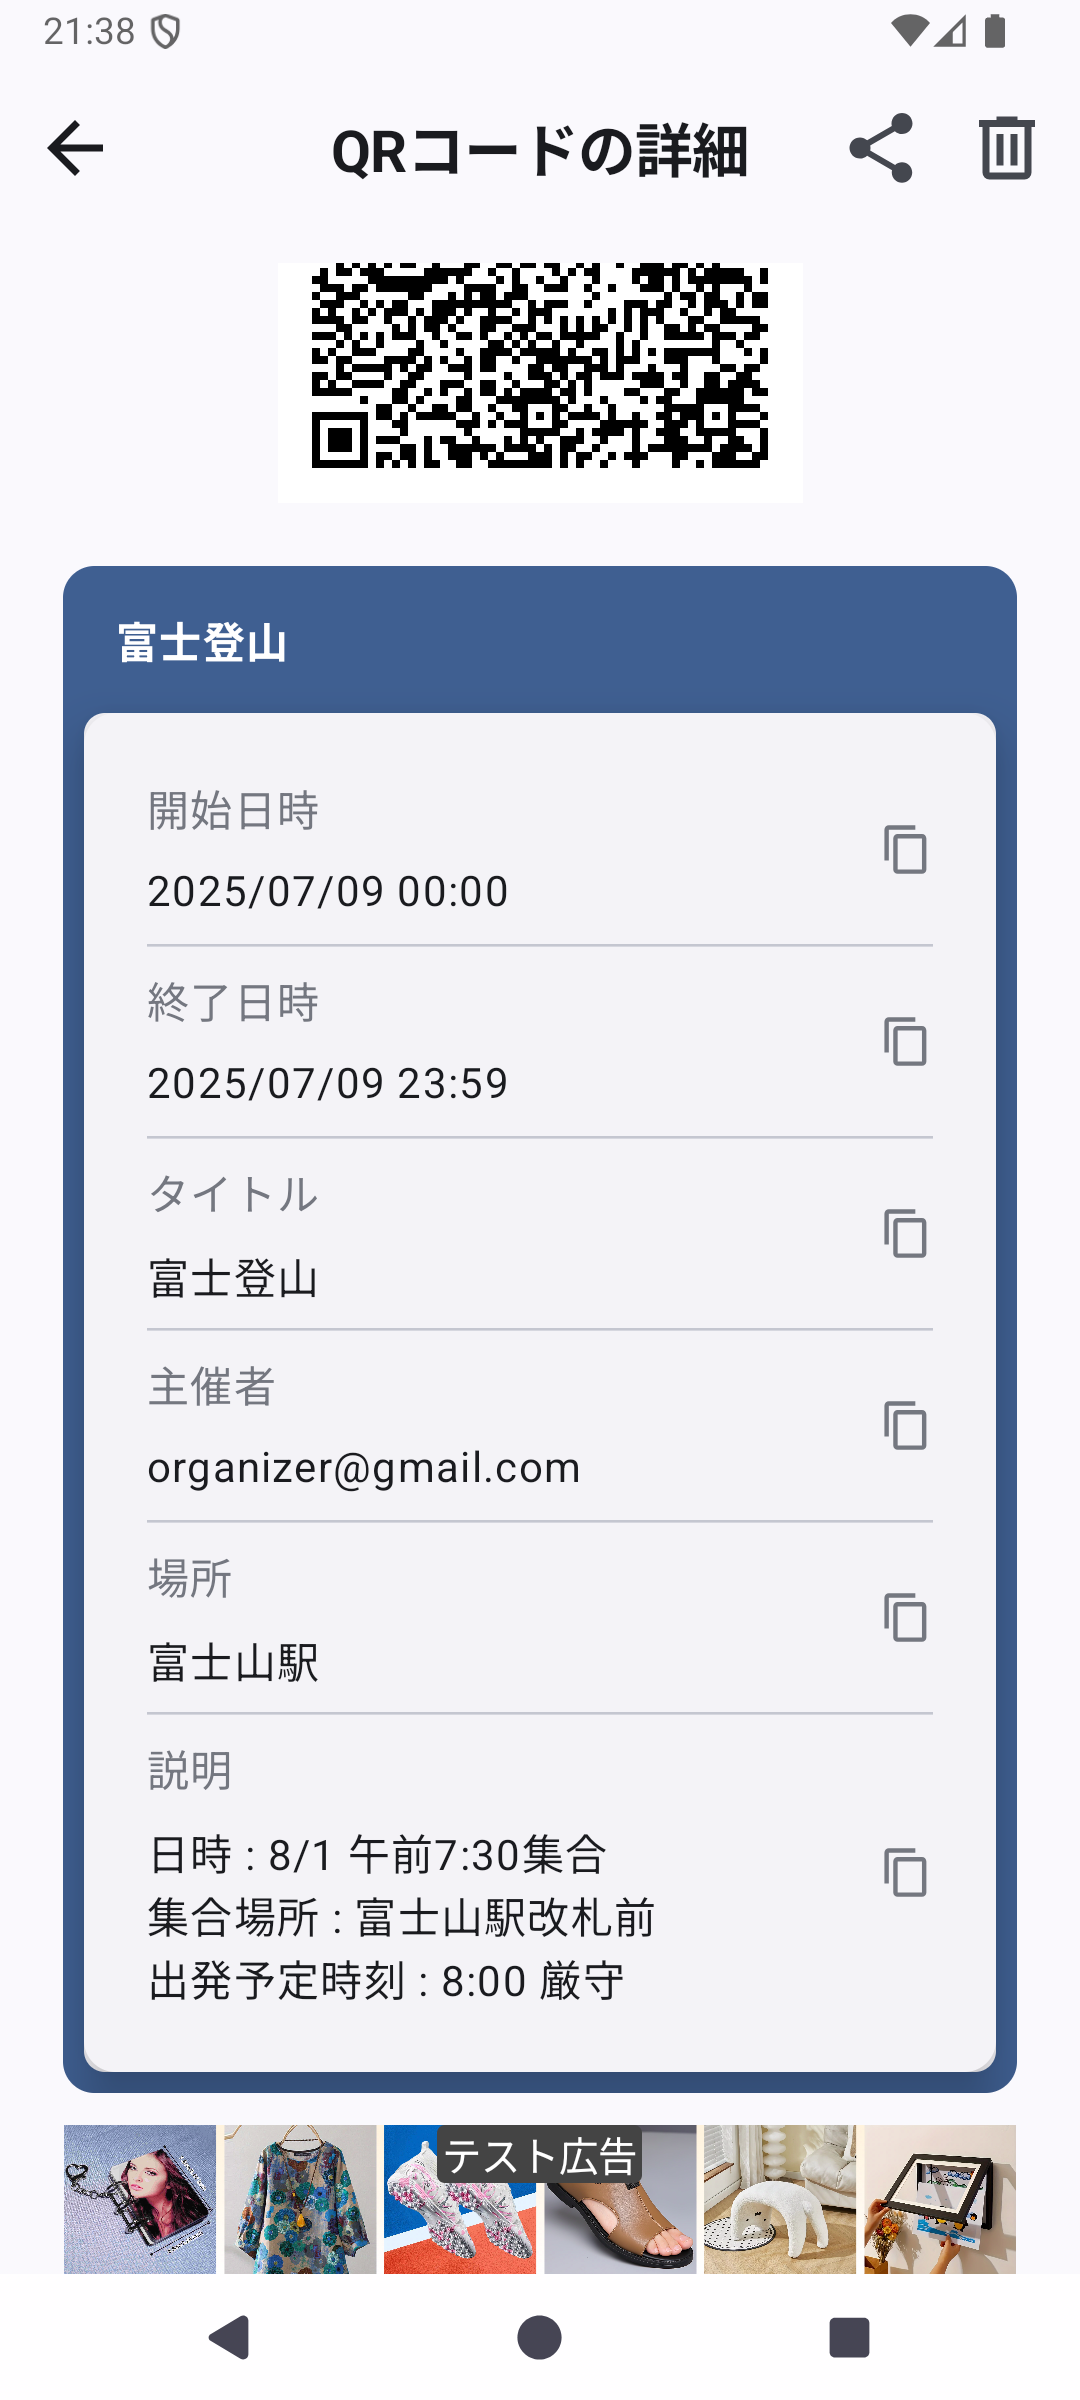 21:38
QRコードの詳細
富士登山
開始日時
2025/07/09 00:00
終了日時
2025/07/09 23:59
タイトル
富士登山
主催者
organizer@gmail.com
場所
富士山駅
説明
日時 : 8/1 午前7:30集合
集合場所 : 富士山駅改札前
出発予定時刻 : 8:00 厳守
テスト広告